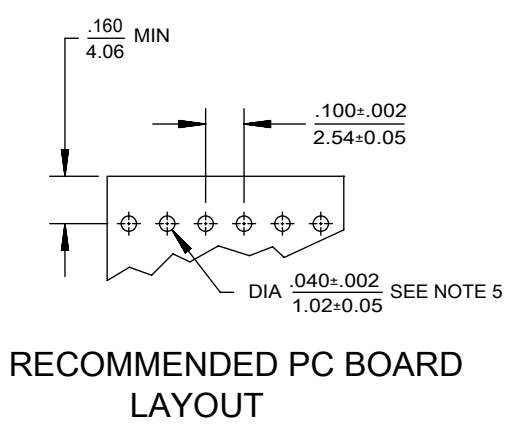 .160
4.06
MIN
.100±.002
2.54±0.05
DIA .040±.002 SEE NOTE 5
1.02±0.05
RECOMMENDED PC BOARD
LAYOUT